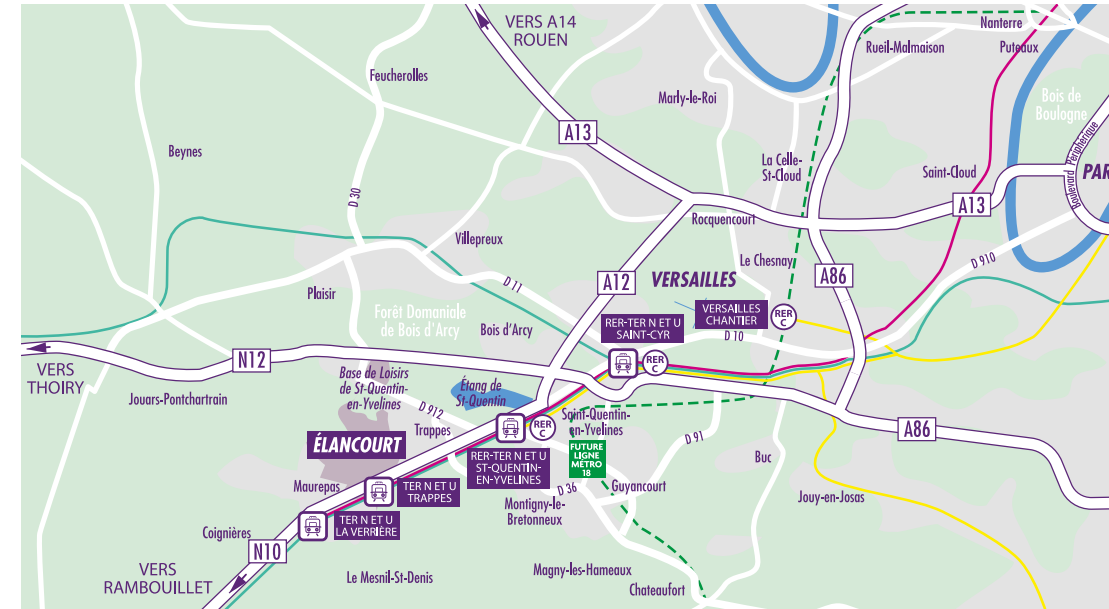 VERS A14
ROUEN
Nanterre
Rueil-Malmaison
Puteaux
Feucherolles
Marly-le-Roi
Bois de
Boulogne
A13
Beynes
La Celle-
St-Cloud
Saint-Cloud
Boulevard Périphérique
PAR
D 30
A13
Rocquencourt
Villepreux
Le Chesnay
D 910
A12
VERSAILLES
A86
D 11
Plaisir
Forêt Domaniale
de Bois d'Arcy
Bois d'Arcy
RER-TER N ET U
SAINT-CYR
VERSAILLES
CHANTIER
RER
C
D 10
RER
C
N12
VERS
THOIRY
Base de Loisirs
de St-Quentin-
en-Yvelines
Étang de
St-Quentin
Jouars-Pontchartrain
D 912
Trappes
RER
C
Saint-Quentin-
en-Yvelines
A86
ÉLANCOURT
RER-TER N ET U
ST-QUENTIN-
EN-YVELINES
FUTURE
LIGNE
MÉTRO
18
D 91
Buc
Maurepas
TER N ET U
TRAPPES
D 36
Guyancourt
Jouy-en-Josas
Montigny-le-
Bretonneux
Coignières
TER N ET U
LA VERRIÈRE
N10
VERS
RAMBOUILLET
Le Mesnil-St-Denis
Magny-les-Hameaux
Chateaufort